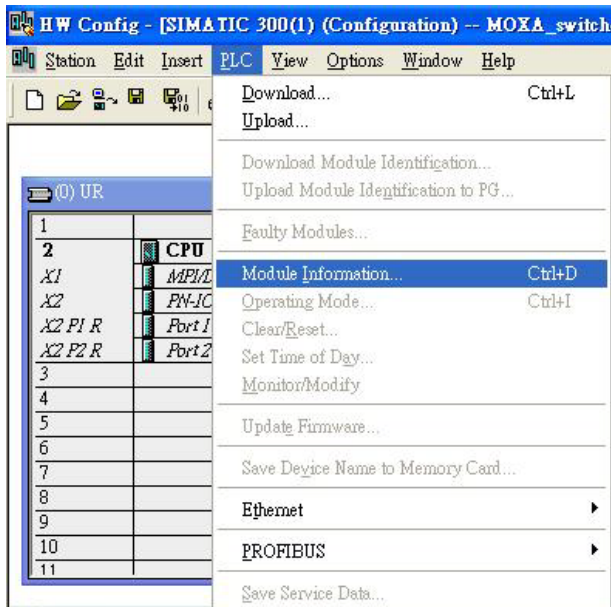 HW Config - [SIMATIC 300(1) (Configuration) -- MOXA_switch
Station Edit Insert PLC View Options Window Help
Download... Ctrl+L
Upload...
Download Module Identification...
Upload Module Identification to PG...
Faulty Modules...
Module Information... Ctrl+D
Operating Mode... Ctrl+I
Clear/Reset...
Set Time of Day...
Monitor/Modify
Update Firmware...
Save Device Name to Memory Card...
Ethernet
PROFIBUS
Save Service Data...
(0) UR
1
2 CPU
X1 MPI/D
X2 PN-IO
X2 P1 R Port 1
X2 P2 R Port 2
3
4
5
6
7
8
9
10
11